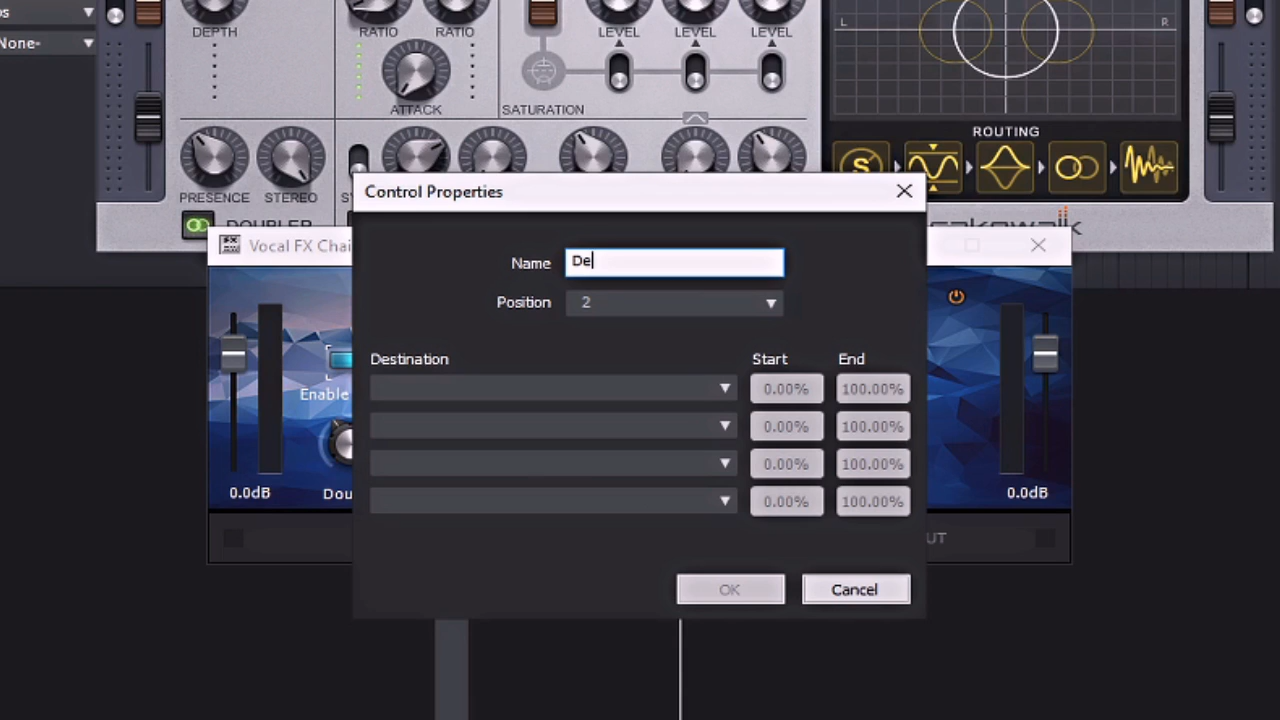 None-
DEPTH
RATIO
RATIO
LEVEL
LEVEL
LEVEL
L
R
ATTACK
SATURATION
ROUTING
S
PRESENCE
STEREO
DOUBLER
Control Properties
FX
Vocal FX Chai
Name
De
Position
2
Destination
Start
End
0.00%
100.00%
Enable
0.00%
100.00%
0.00%
100.00%
0.0dB
Dou
0.00%
100.00%
0.0dB
UT
OK
Cancel